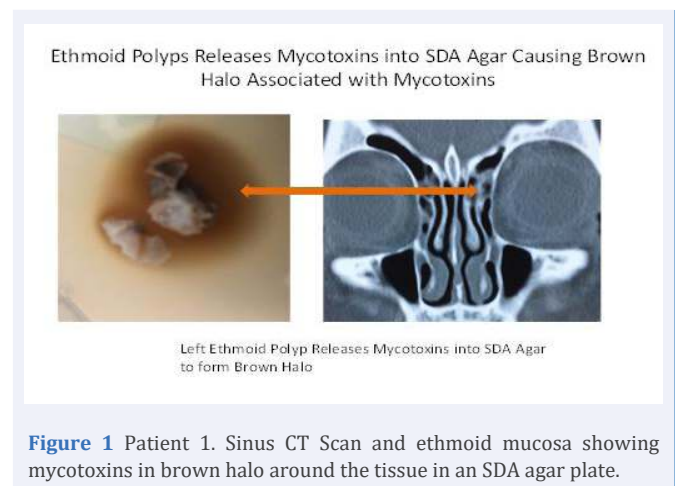 Ethmoid Polyps Releases Mycotoxins into SDA Agar Causing Brown
Halo Associated with Mycotoxins
Left Ethmoid Polyp Releases Mycotoxins into SDA Agar
to form Brown Halo
Figure 1 Patient 1. Sinus CT Scan and ethmoid mucosa showing
mycotoxins in brown halo around the tissue in an SDA agar plate.